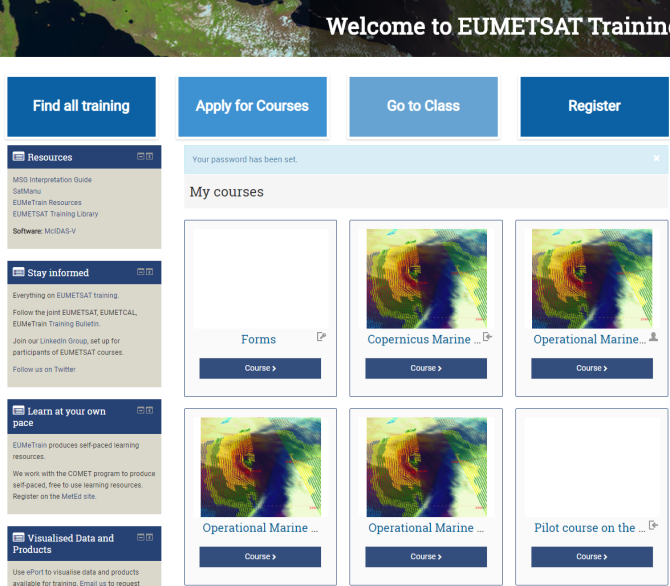 Welcome to EUMETSAT Training
Find all training
Apply for Courses
Go to Class
Register
Resources
MSG Interpretation Guide
SatManu
EUMeTrain Resources
EUMETSAT Training Library
Software: McIDAS-V
Stay informed
Everything on EUMETSAT training.
Follow the joint EUMETSAT, EUMETCAL,
EUMeTrain Training Bulletin.
Join our LinkedIn Group, set up for
participants of EUMETSAT courses.
Follow us on Twitter
Learn at your own
pace
EUMeTrain produces self-paced learning
resources.
We work with the COMET program to produce
self-paced, free to use learning resources.
Register on the MetEd site.
Visualised Data and
Products
Use ePort to visualise data and products
available for training. Email us to request
Your password has been set.
×
My courses
Forms
Course >
Copernicus Marine ...
Course >
Operational Marine...
Course >
Operational Marine ...
Course >
Operational Marine ...
Course >
Pilot course on the ...
Course >